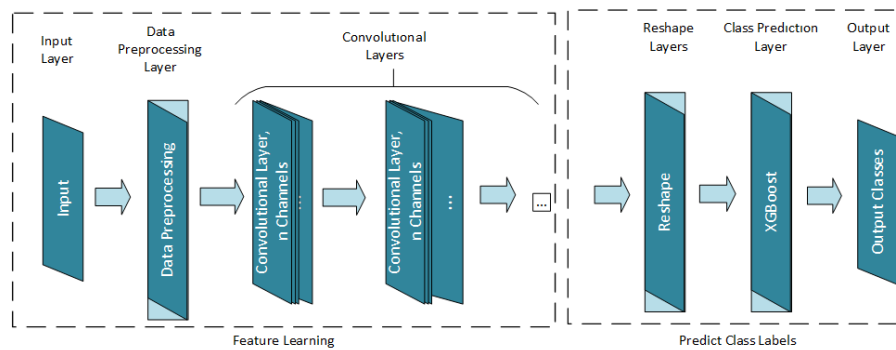 Input
Layer
Data
Preprocessing
Layer
Convolutional
Layers
Reshape
Layers
Class Prediction
Layer
Output
Layer
Input
Data Preprocessing
Convolutional Layer,
n Channels
...
Convolutional Layer,
n Channels
...
...
Reshape
XGBoost
Output Classes
Feature Learning
Predict Class Labels